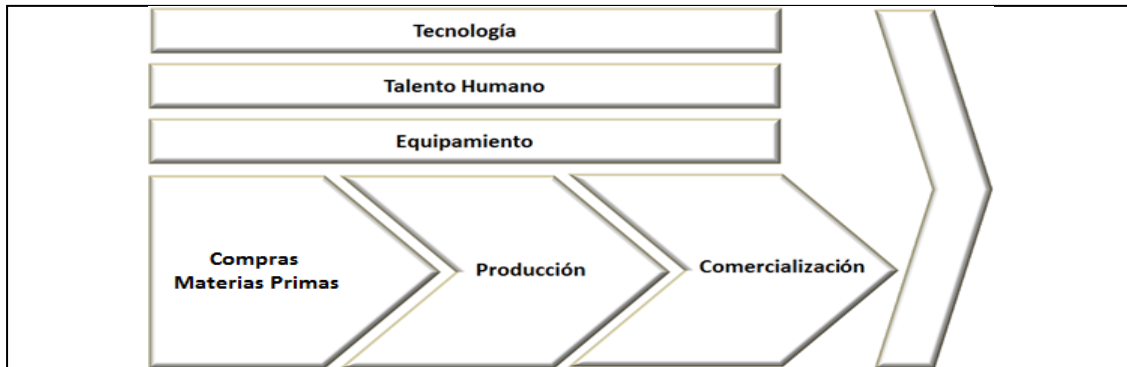 Tecnología
Talento Humano
Equipamiento
Compras
Materias Primas
Producción
Comercialización